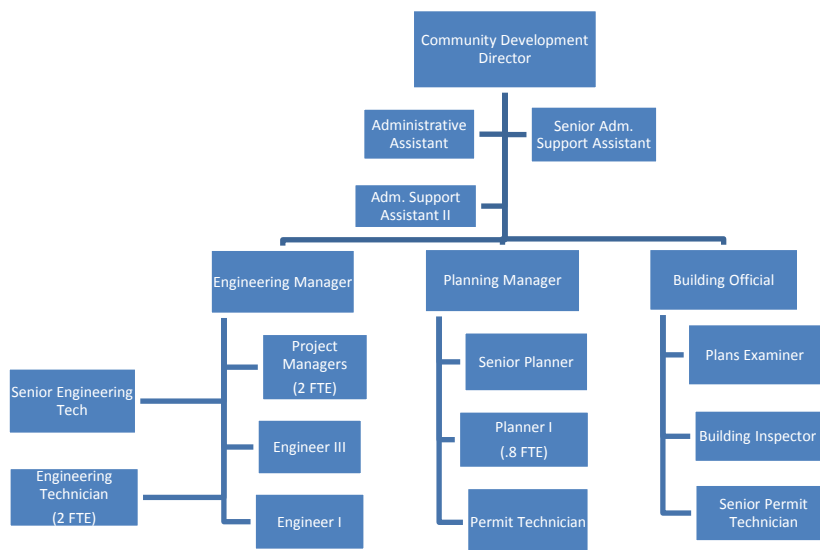 Community Development
Director
Administrative
Assistant
Senior Adm.
Support Assistant
Adm. Support
Assistant II
Engineering Manager
Planning Manager
Building Official
Project
Managers
(2 FTE)
Senior Planner
Plans Examiner
Senior Engineering
Tech
Engineer III
Planner I
(.8 FTE)
Building Inspector
Engineering
Technician
(2 FTE)
Engineer I
Permit Technician
Senior Permit
Technician